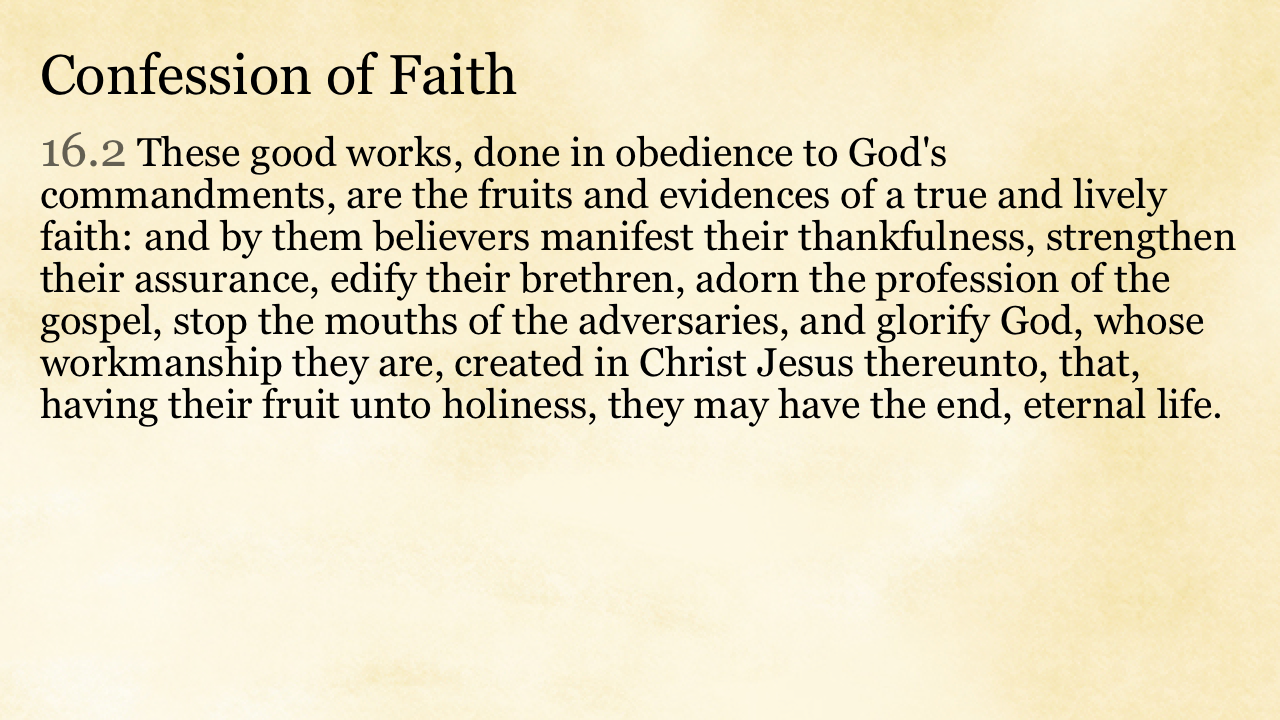 Confession of Faith
16.2 These good works, done in obedience to God's
commandments, are the fruits and evidences of a true and lively
faith: and by them believers manifest their thankfulness, strengthen
their assurance, edify their brethren, adorn the profession of the
gospel, stop the mouths of the adversaries, and glorify God, whose
workmanship they are, created in Christ Jesus thereunto, that,
having their fruit unto holiness, they may have the end, eternal life.